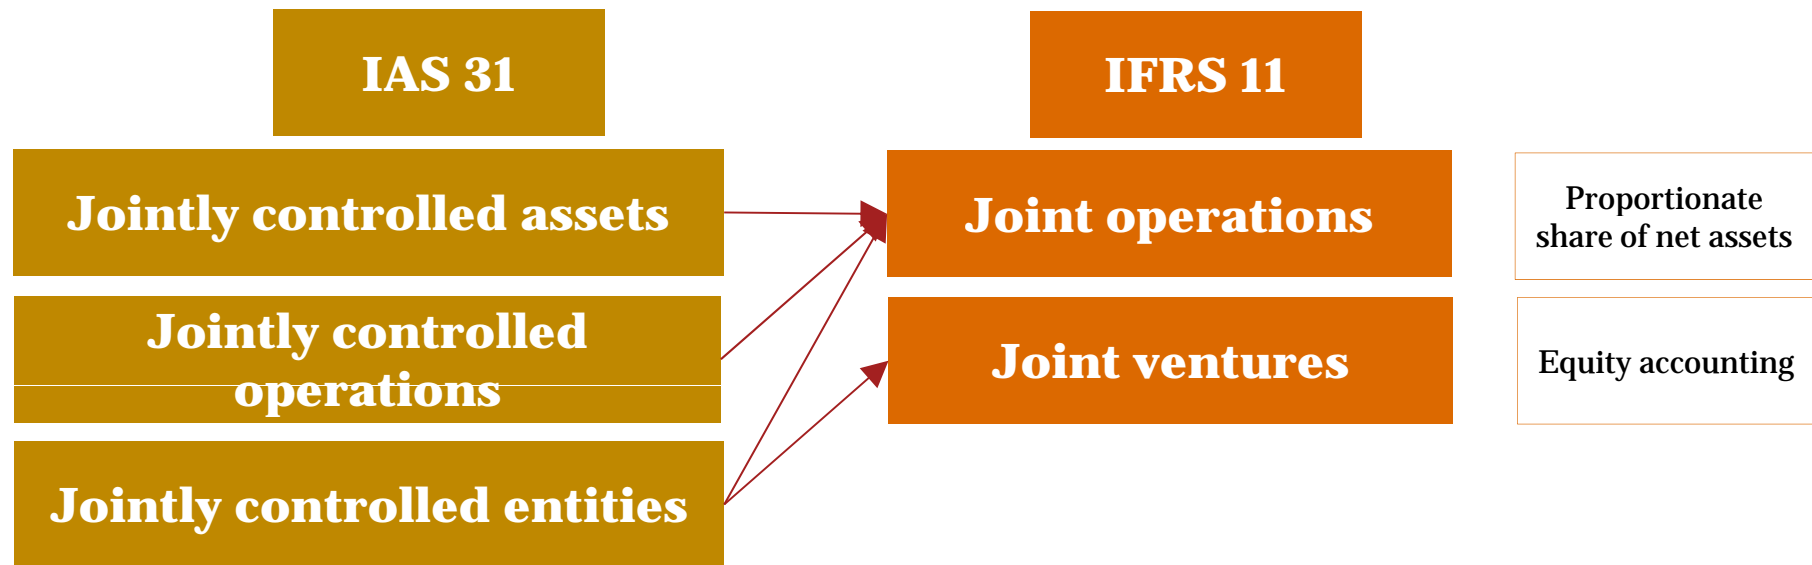 IAS 31
IFRS 11
Jointly controlled assets
Joint operations
Proportionate
share of net assets
Jointly controlled
operations
Joint ventures
Equity accounting
Jointly controlled entities